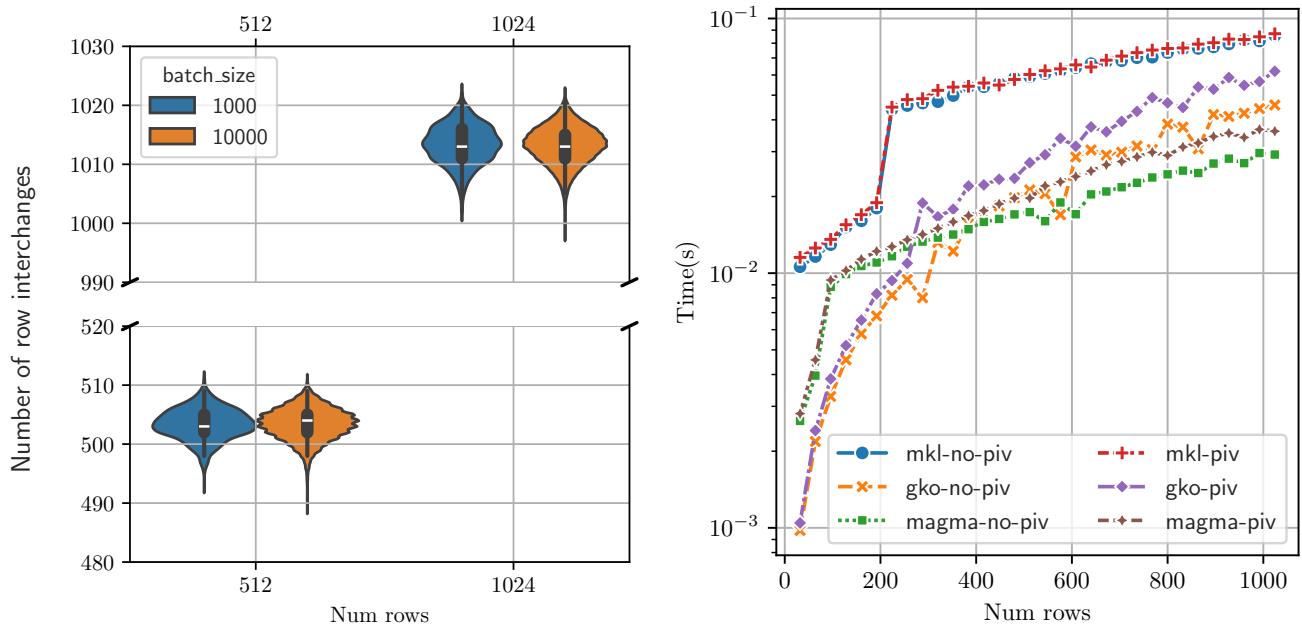 512
1024
1030
1020
1010
1000
990
520
510
500
490
480
Number of row interchanges
batch_size
1000
10000
512
1024
Num rows
10⁻¹
10⁻²
10⁻³
Time(s)
mkl-no-piv
gko-no-piv
magma-no-piv
mkl-piv
gko-piv
magma-piv
0
200
400
600
800
1000
Num rows